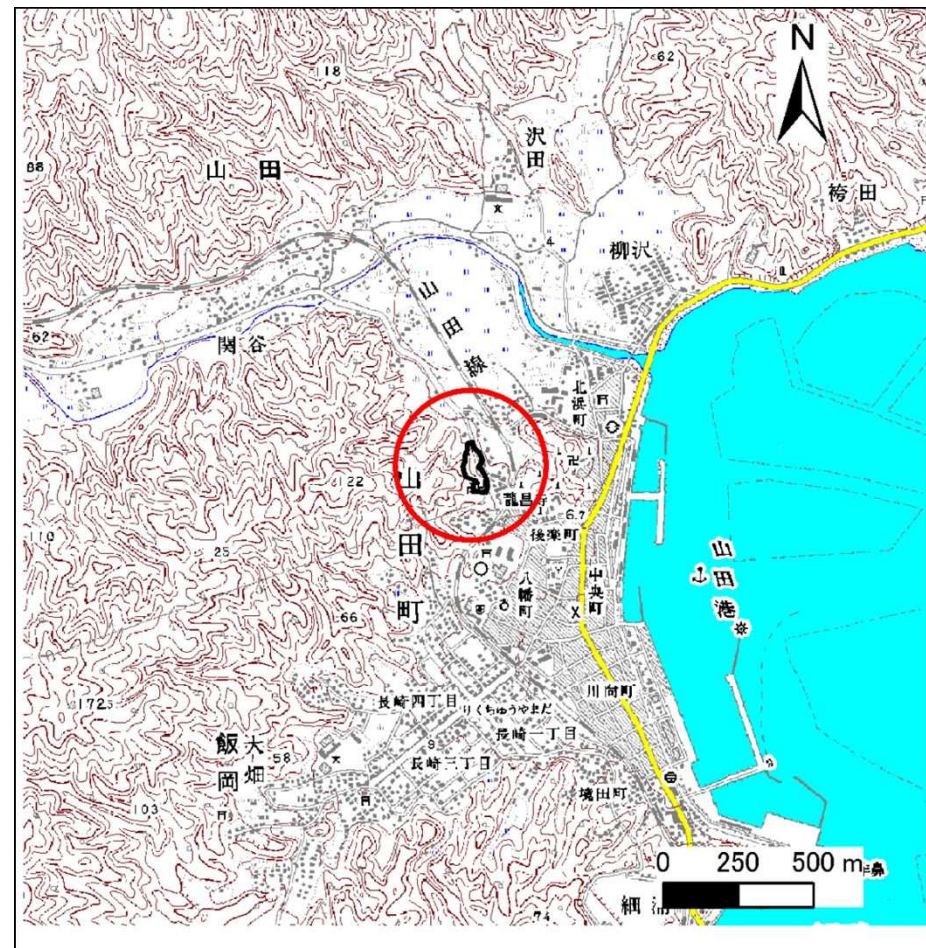 N
62
18
沢田
山田
88
袴田
4
柳沢
山田線
62
関谷
北浜町
122
山田町
龍昌寺
6.7
後楽町
110
25
中央町
山田港
八幡町
66
川向町
172
長崎四丁目
りくちゅうやまだ
長崎一丁目
9
飯岡
大畑
58
長崎三丁目
境田町
103
0 250 500 m
細浦
74